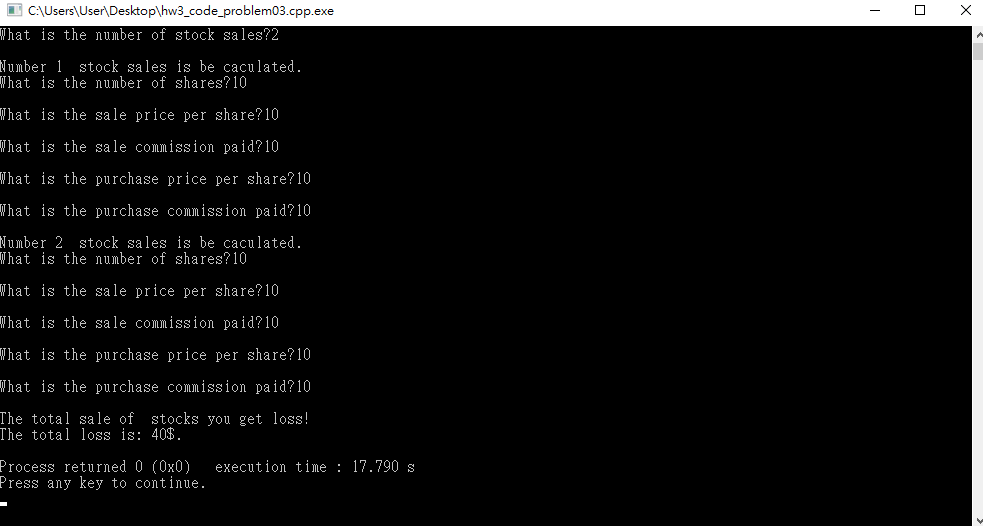 C:\Users\User\Desktop\hw3_code_problem03.cpp.exe
What is the number of stock sales?2
Number 1  stock sales is be caculated.
What is the number of shares?10
What is the sale price per share?10
What is the sale commission paid?10
What is the purchase price per share?10
What is the purchase commission paid?10
Number 2  stock sales is be caculated.
What is the number of shares?10
What is the sale price per share?10
What is the sale commission paid?10
What is the purchase price per share?10
What is the purchase commission paid?10
The total sale of  stocks you get loss!
The total loss is: 40$.
Process returned 0 (0x0)   execution time : 17.790 s
Press any key to continue.